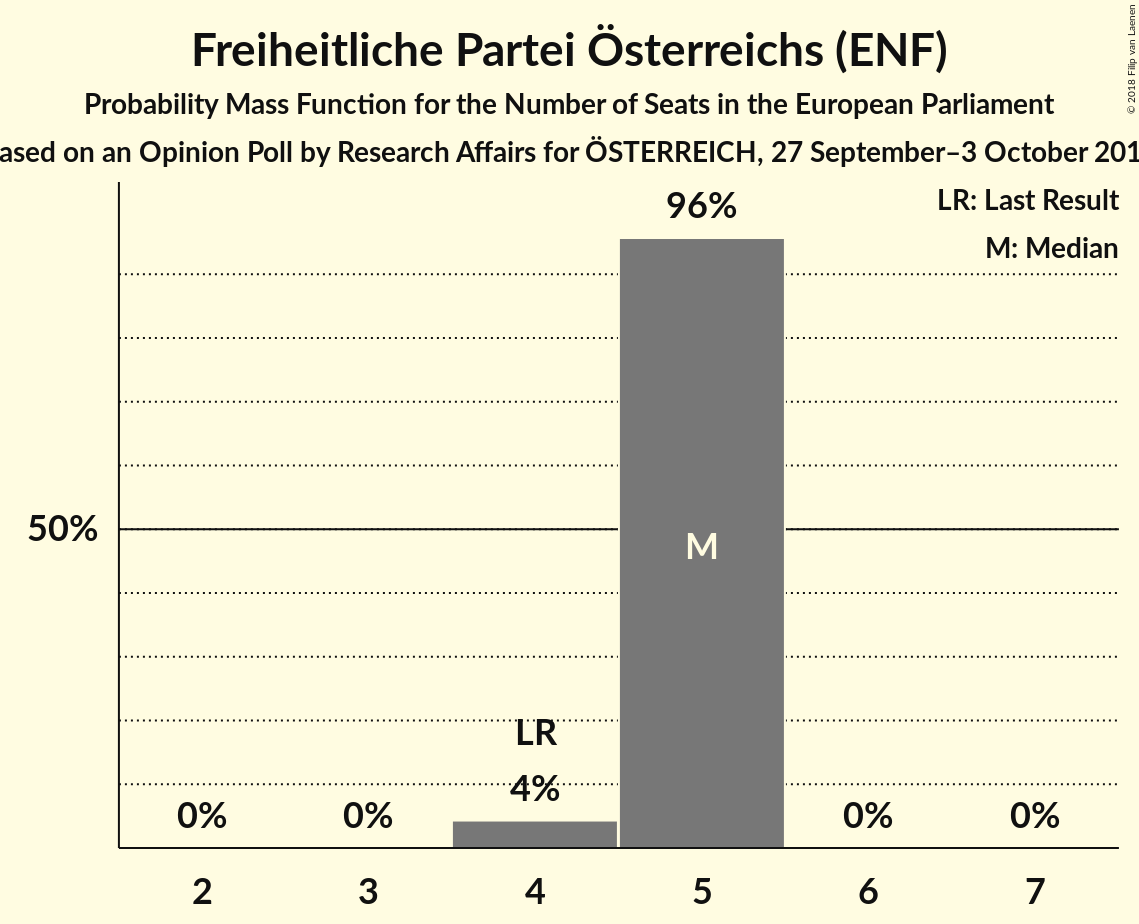 Freiheitliche Partei Österreichs (ENF)
Probability Mass Function for the Number of Seats in the European Parliament
ased on an Opinion Poll by Research Affairs for ÖSTERREICH, 27 September–3 October 201
© 2018 Filip van Laenen
LR: Last Result
M: Median
96%
50%
M
LR
4%
0%
0%
0%
0%
2
3
4
5
6
7